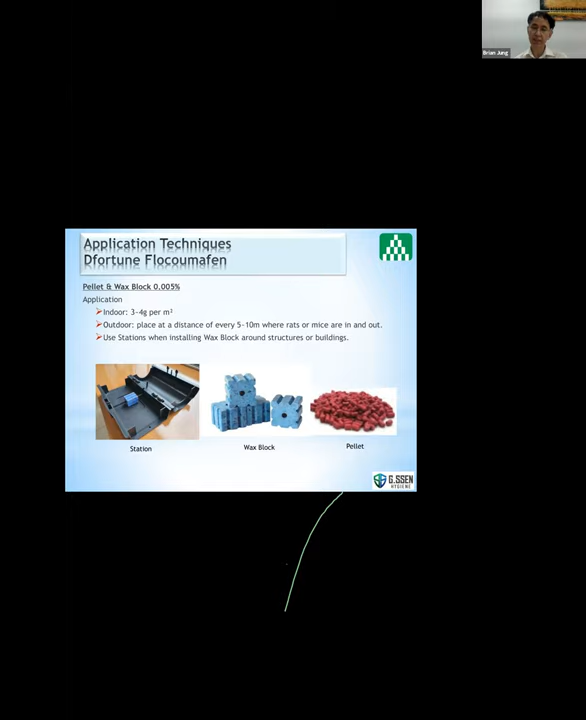 Brian Jung
Application Techniques
Dfortune Flocoumafen
Pellet & Wax Block 0.005%
Application
➤Indoor: 3~4g per m²
➤Outdoor: place at a distance of every 5~10m where rats or mice are in and out.
➤Use Stations when installing Wax Block around structures or buildings.
Station
Wax Block
Pellet
G.SSEN
HYGIENE